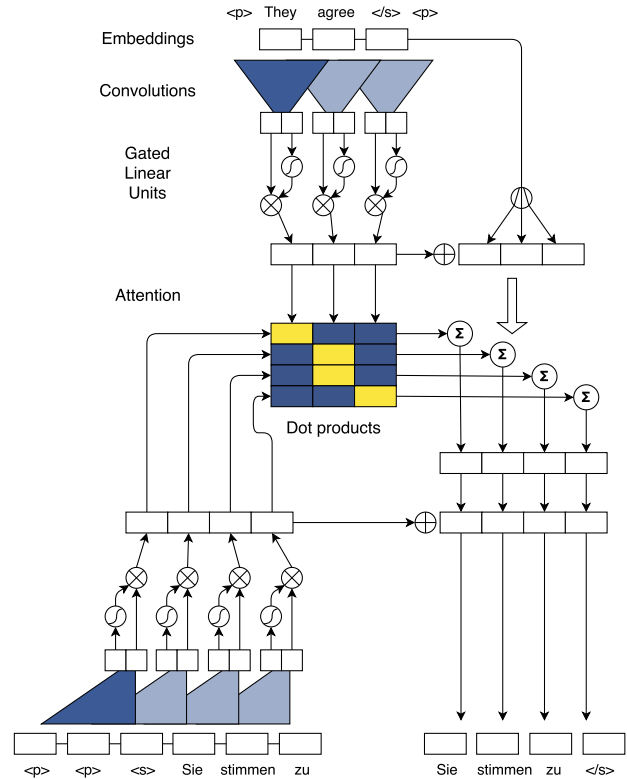 <p> They agree </s> <p>
Embeddings
Convolutions
Gated
Linear
Units
Attention
Σ
Σ
Σ
Σ
Dot products
<p> <p> <s> Sie stimmen zu
Sie stimmen zu </s>